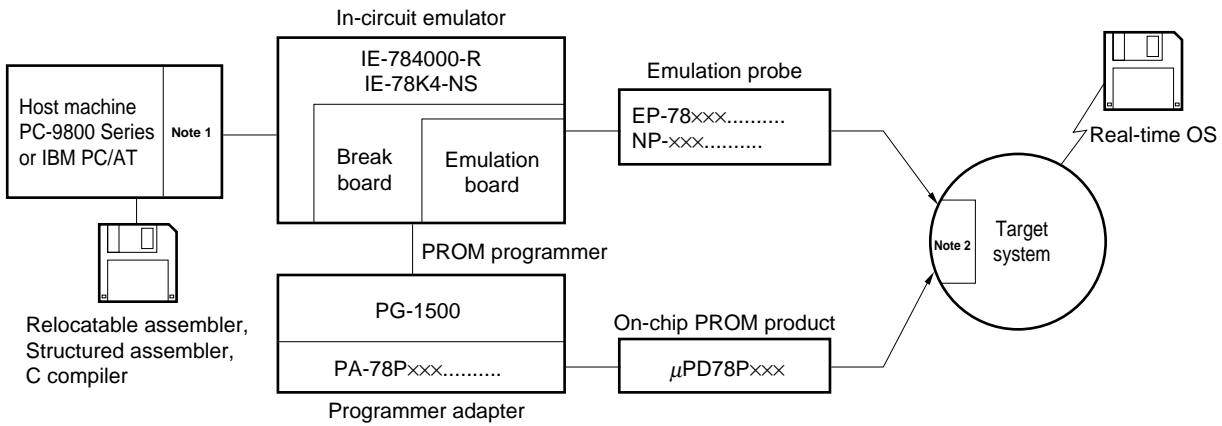 In-circuit emulator
IE-784000-R
IE-78K4-NS
Break
board
Emulation
board
Host machine
PC-9800 Series
or IBM PC/AT
Note 1
Relocatable assembler,
Structured assembler,
C compiler
PROM programmer
PG-1500
PA-78P×××..........
Programmer adapter
Emulation probe
EP-78×××..........
NP-×××..........
On-chip PROM product
μPD78P×××
Note 2
Target
system
Real-time OS